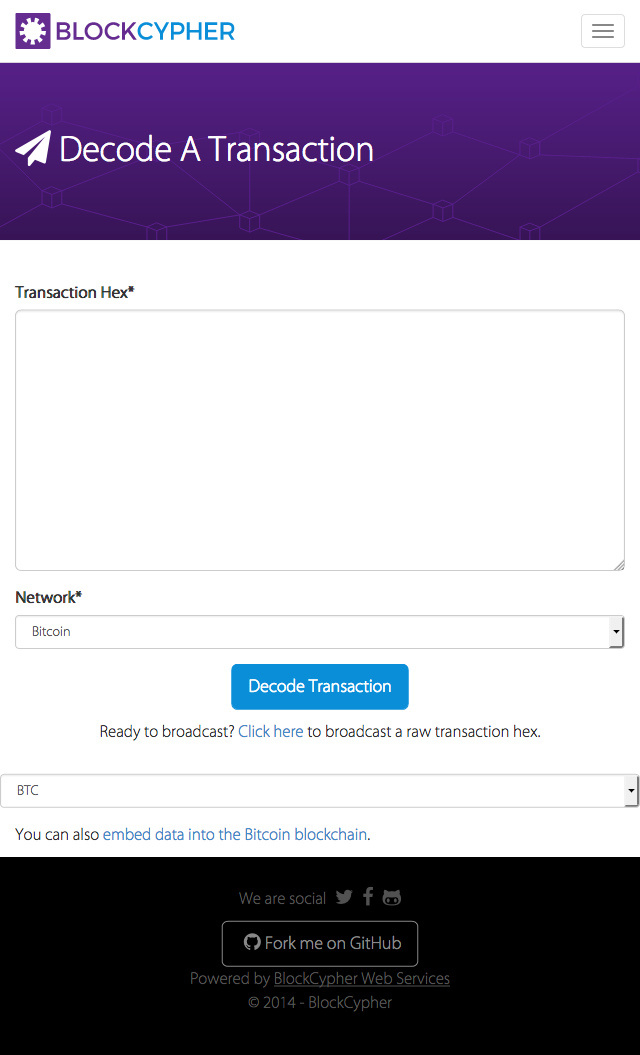 BLOCKCYPHER
Decode A Transaction
Transaction Hex*
Network*
Bitcoin
Decode Transaction
Ready to broadcast? Click here to broadcast a raw transaction hex.
BTC
You can also embed data into the Bitcoin blockchain.
We are social
Fork me on GitHub
Powered by BlockCypher Web Services
© 2014 - BlockCypher